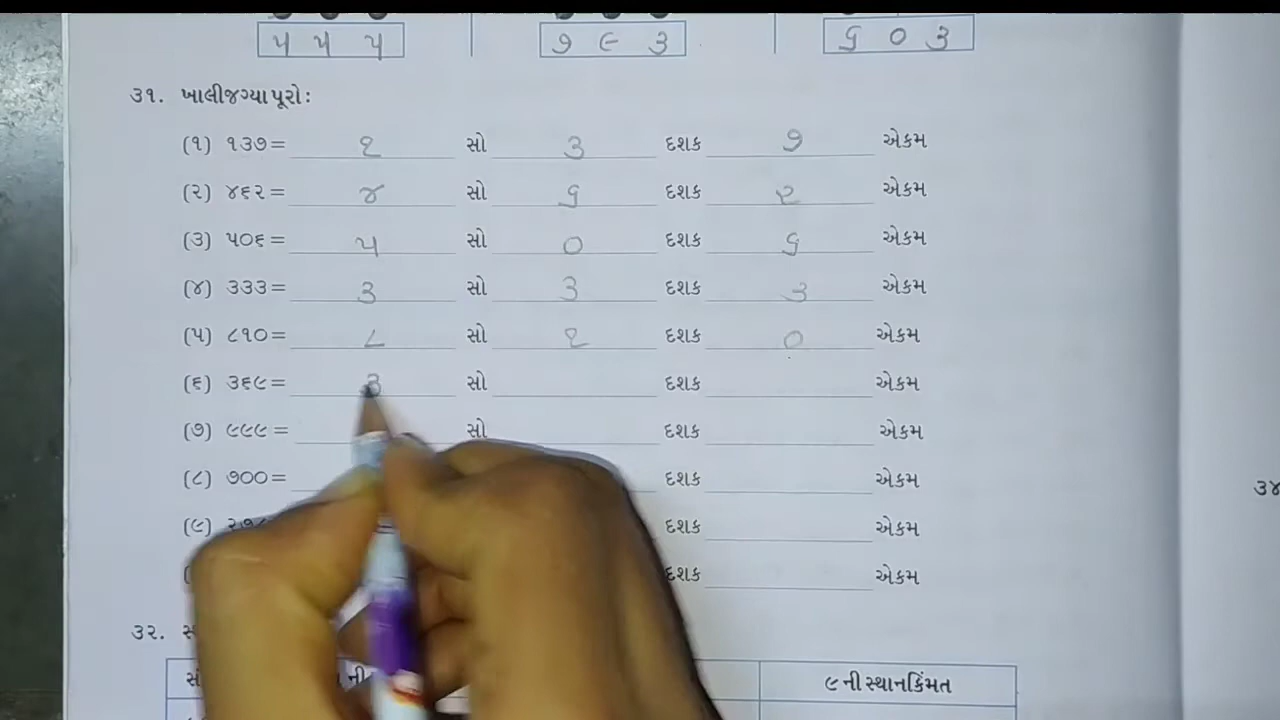 ૫ ૫ ૫ ૭ ૯ ૩ ૬ ૦ ૩
૩૧. ખાલીજગ્યા પૂરો:
(૧) ૧૩૭ = ૧ સો ૩ દશક ૭ એકમ
(૨) ૪૬૨ = ૪ સો ૬ દશક ૨ એકમ
(૩) ૫૦૬ = ૫ સો ૦ દશક ૬ એકમ
(૪) ૩૩૩ = ૩ સો ૩ દશક ૩ એકમ
(૫) ૮૧૦ = ૮ સો ૧ દશક ૦ એકમ
(૬) ૩૬૯ = ૩ સો દશક એકમ
(૭) ૯૯૯ = સો દશક એકમ
(૮) ૭૦૦ = દશક એકમ
(૯) દશક એકમ
દશક એકમ
૩૪
૩૨.
ની ૯ ની સ્થાનકિંમત